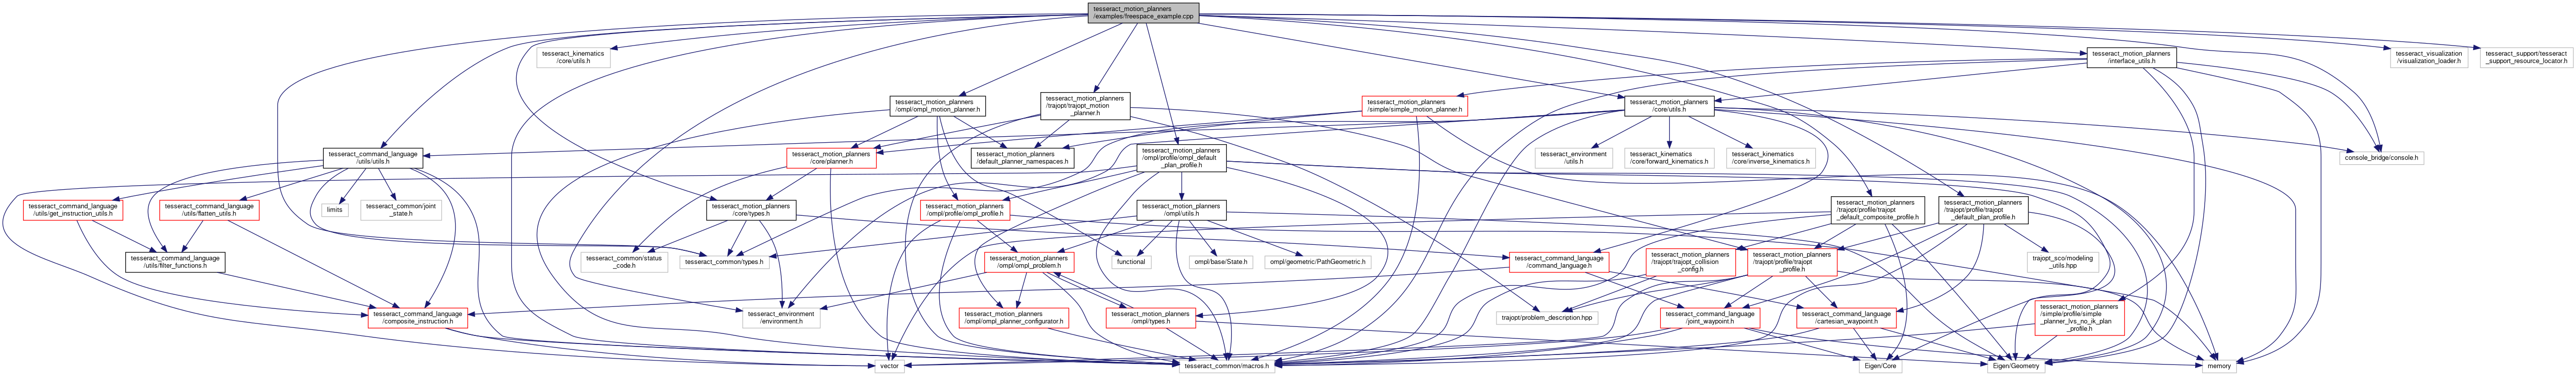 tesseract_motion_planners
/examples/freespace_example.cpp
tesseract_kinematics
/core/utils.h
tesseract_motion_planners
/interface_utils.h
tesseract_visualization
/visualization_loader.h
tesseract_support/tesseract
_support_resource_locator.h
tesseract_motion_planners
/ompl/ompl_motion_planner.h
tesseract_motion_planners
/trajopt/trajopt_motion
_planner.h
tesseract_motion_planners
/simple/simple_motion_planner.h
tesseract_motion_planners
/core/utils.h
tesseract_command_language
/utils/utils.h
tesseract_motion_planners
/core/planner.h
tesseract_motion_planners
/default_planner_namespaces.h
tesseract_motion_planners
/ompl/profile/ompl_default
_plan_profile.h
tesseract_environment
/utils.h
tesseract_kinematics
/core/forward_kinematics.h
tesseract_kinematics
/core/inverse_kinematics.h
console_bridge/console.h
tesseract_command_language
/utils/get_instruction_utils.h
tesseract_command_language
/utils/flatten_utils.h
limits
tesseract_common/joint
_state.h
tesseract_motion_planners
/core/types.h
tesseract_motion_planners
/ompl/profile/ompl_profile.h
tesseract_motion_planners
/ompl/utils.h
tesseract_motion_planners
/trajopt/profile/trajopt
_default_composite_profile.h
tesseract_motion_planners
/trajopt/profile/trajopt
_default_plan_profile.h
tesseract_command_language
/utils/filter_functions.h
tesseract_common/status
_code.h
tesseract_common/types.h
tesseract_motion_planners
/ompl/ompl_problem.h
functional
ompl/base/State.h
ompl/geometric/PathGeometric.h
tesseract_command_language
/command_language.h
tesseract_motion_planners
/trajopt/trajopt_collision
_config.h
tesseract_motion_planners
/trajopt/profile/trajopt
_profile.h
trajopt_sco/modeling
_utils.hpp
tesseract_command_language
/composite_instruction.h
tesseract_environment
/environment.h
tesseract_motion_planners
/ompl/ompl_planner_configurator.h
tesseract_motion_planners
/ompl/types.h
trajopt/problem_description.hpp
tesseract_command_language
/joint_waypoint.h
tesseract_command_language
/cartesian_waypoint.h
tesseract_motion_planners
/simple/profile/simple
_planner_lvs_no_ik_plan
_profile.h
vector
tesseract_common/macros.h
Eigen/Core
Eigen/Geometry
memory